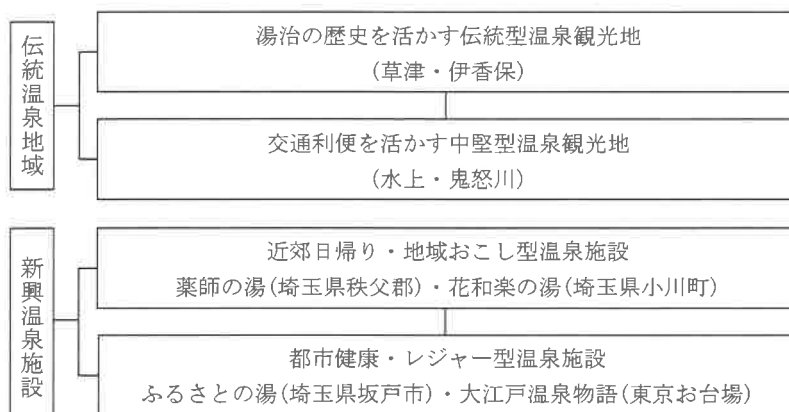 伝統温泉地域
湯治の歴史を活かす伝統型温泉観光地
(草津・伊香保)
交通利便を活かす中堅型温泉観光地
(水上・鬼怒川)
新興温泉施設
近郊日帰り・地域おこし型温泉施設
薬師の湯(埼玉県秩父郡)・花和楽の湯(埼玉県小川町)
都市健康・レジャー型温泉施設
ふるさとの湯(埼玉県坂戸市)・大江戸温泉物語(東京お台場)